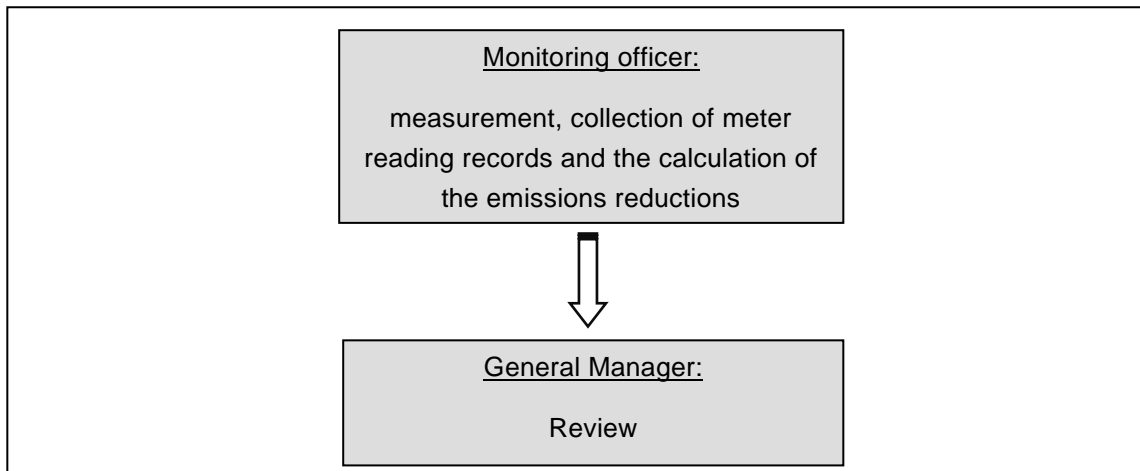 Monitoring officer:
measurement, collection of meter
reading records and the calculation of
the emissions reductions
General Manager:
Review